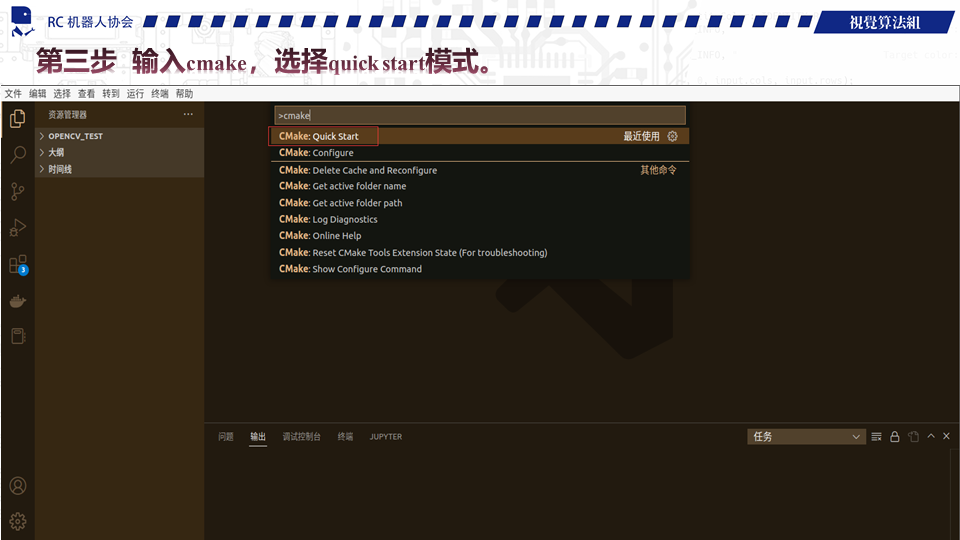 RC 机器人协会
視覺算法組
第三步 输入cmake，选择quick start模式。
文件 编辑 选择 查看 转到 运行 终端 帮助
资源管理器 ···
OPENCV_TEST
大纲
时间线
3
>cmake
CMake: Quick Start 最近使用
CMake: Configure
CMake: Delete Cache and Reconfigure 其他命令
CMake: Get active folder name
CMake: Get active folder path
CMake: Log Diagnostics
CMake: Online Help
CMake: Reset CMake Tools Extension State (For troubleshooting)
CMake: Show Configure Command
问题 输出 调试控制台 终端 JUPYTER 任务